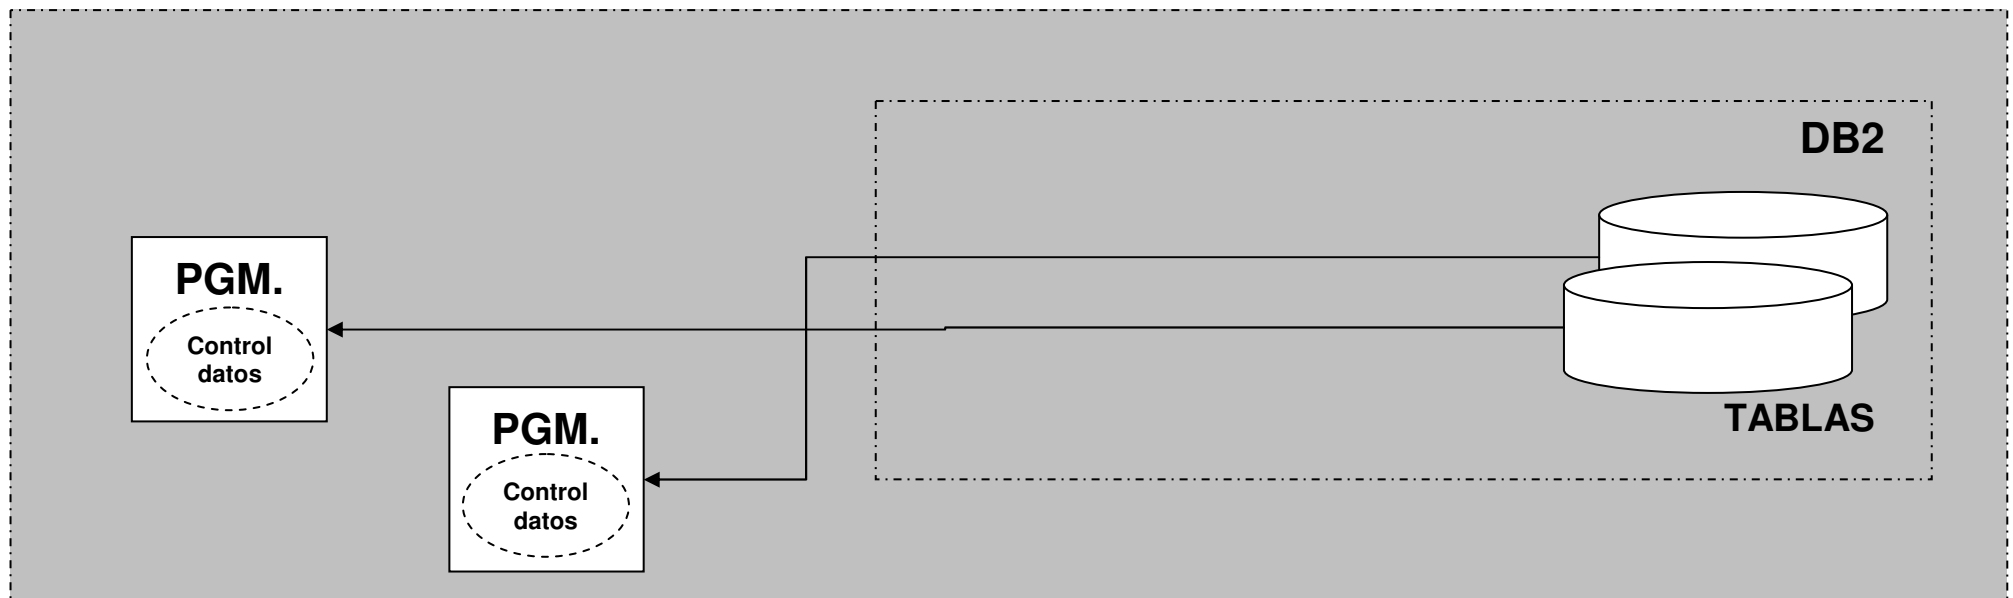 DB2
PGM.
Control
datos
PGM.
Control
datos
TABLAS